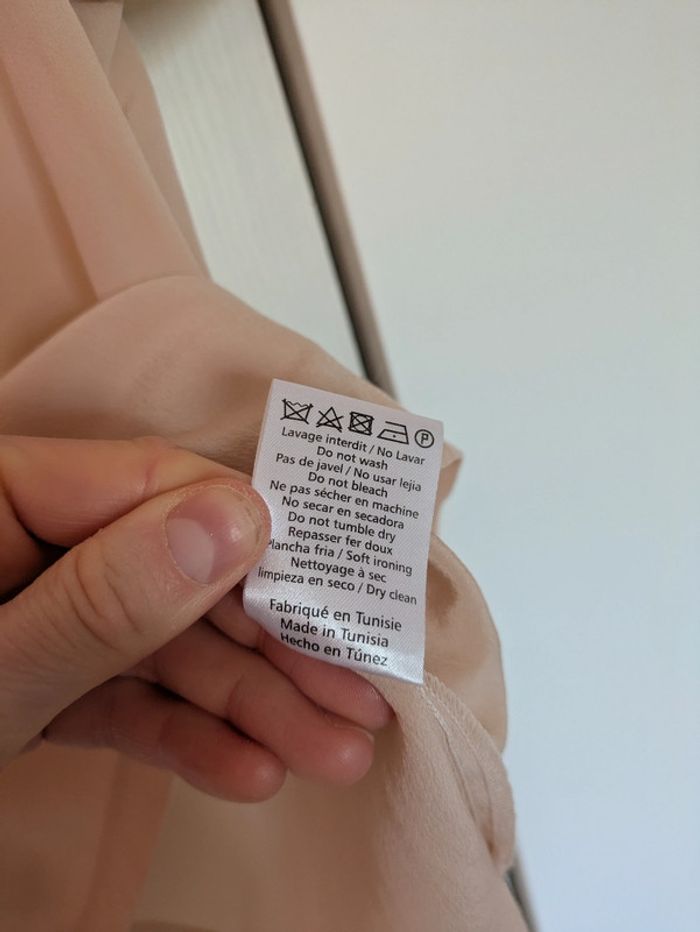 P
Lavage interdit / No Lavar
Do not wash
Pas de javel / No usar lejia
Do not bleach
Ne pas sécher en machine
No secar en secadora
Do not tumble dry
Repasser fer doux
Plancha fria / Soft ironing
Nettoyage à sec
limpieza en seco / Dry clean
Fabriqué en Tunisie
Made in Tunisia
Hecho en Túnez